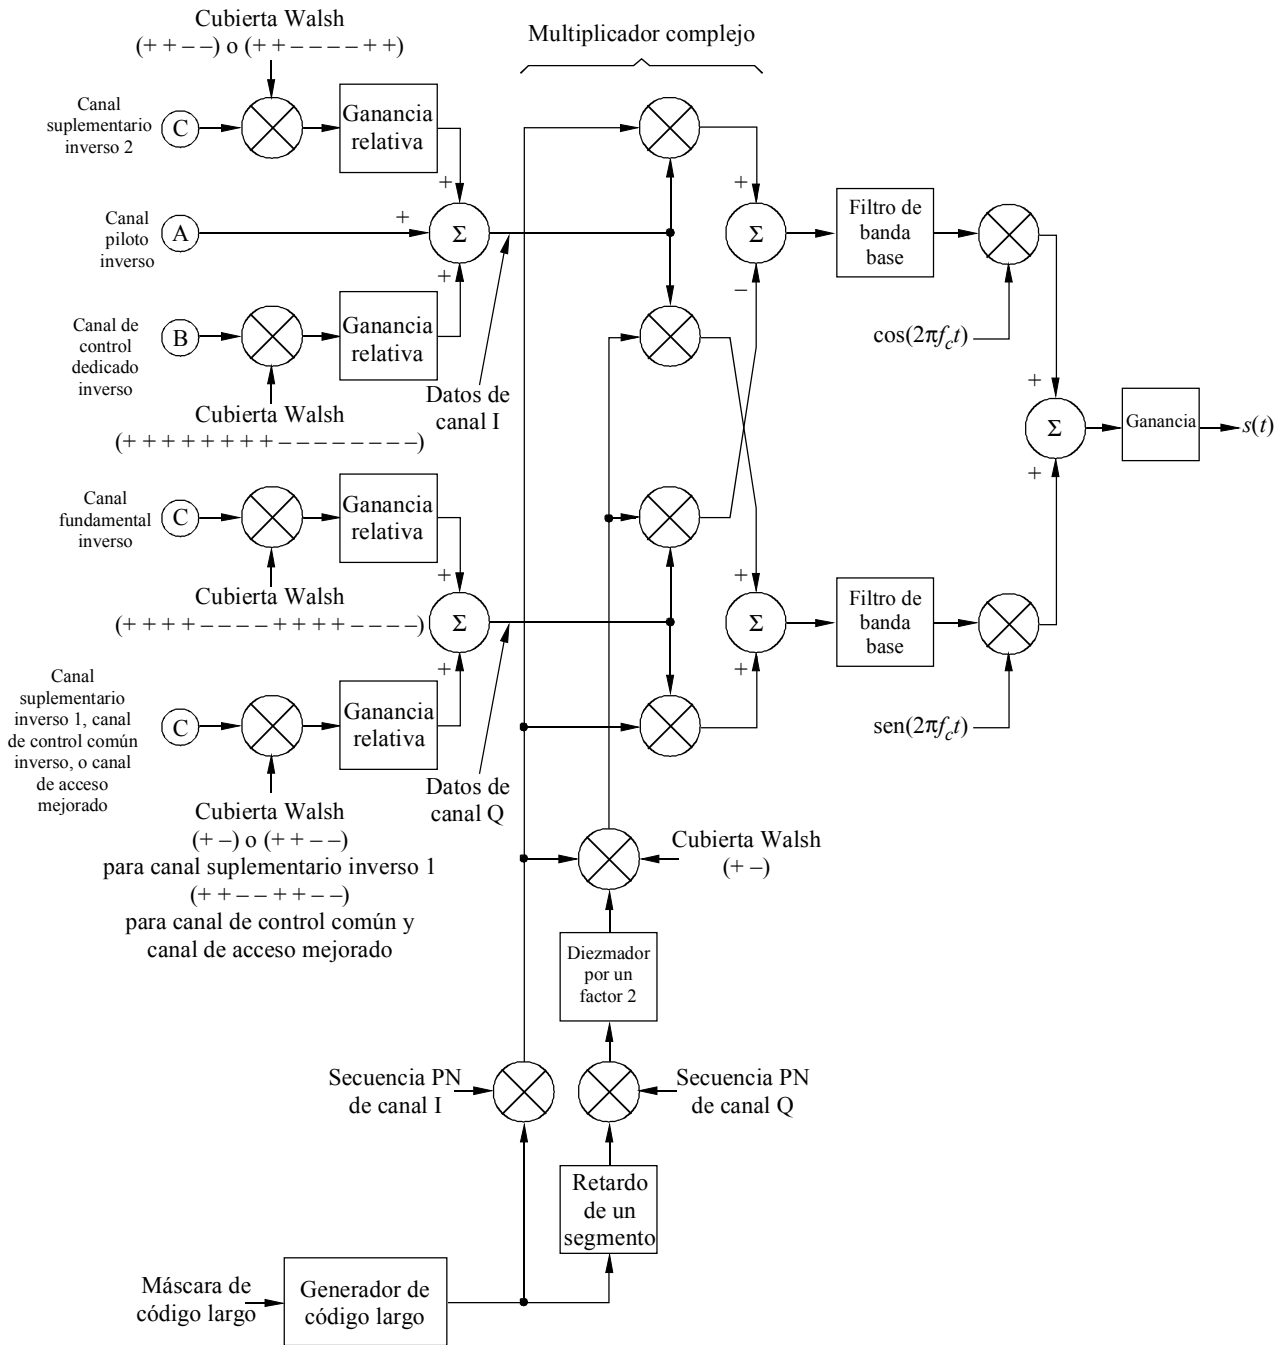 Cubierta Walsh
(+ + – –) o (+ + – – – – + +)
Multiplicador complejo
Canal
suplementario
inverso 2
C
Ganancia
relativa
+
Canal
piloto
inverso
A
+
Σ
+
Canal de
control
dedicado
inverso
B
Ganancia
relativa
Cubierta Walsh
(+ + + + + + + + – – – – – – – –)
Datos de
canal I
+
Σ
–
Filtro de
banda
base
cos(2πf_c t)
Canal
fundamental
inverso
C
Ganancia
relativa
+
Cubierta Walsh
(+ + + + – – – – + + + + – – – –)
Σ
+
Canal
suplementario
inverso 1, canal
de control común
inverso, o canal
de acceso
mejorado
C
Ganancia
relativa
Datos de
canal Q
+
Σ
+
Filtro de
banda
base
sen(2πf_c t)
+
Σ
+
Ganancia
s(t)
Cubierta Walsh
(+ –) o (+ + – –)
para canal suplementario inverso 1
(+ + – – + + – –)
para canal de control común y
canal de acceso mejorado
Cubierta Walsh
(+ –)
Diezmador
por un
factor 2
Secuencia PN
de canal I
Secuencia PN
de canal Q
Retardo
de un
segmento
Máscara de
código largo
Generador de
código largo